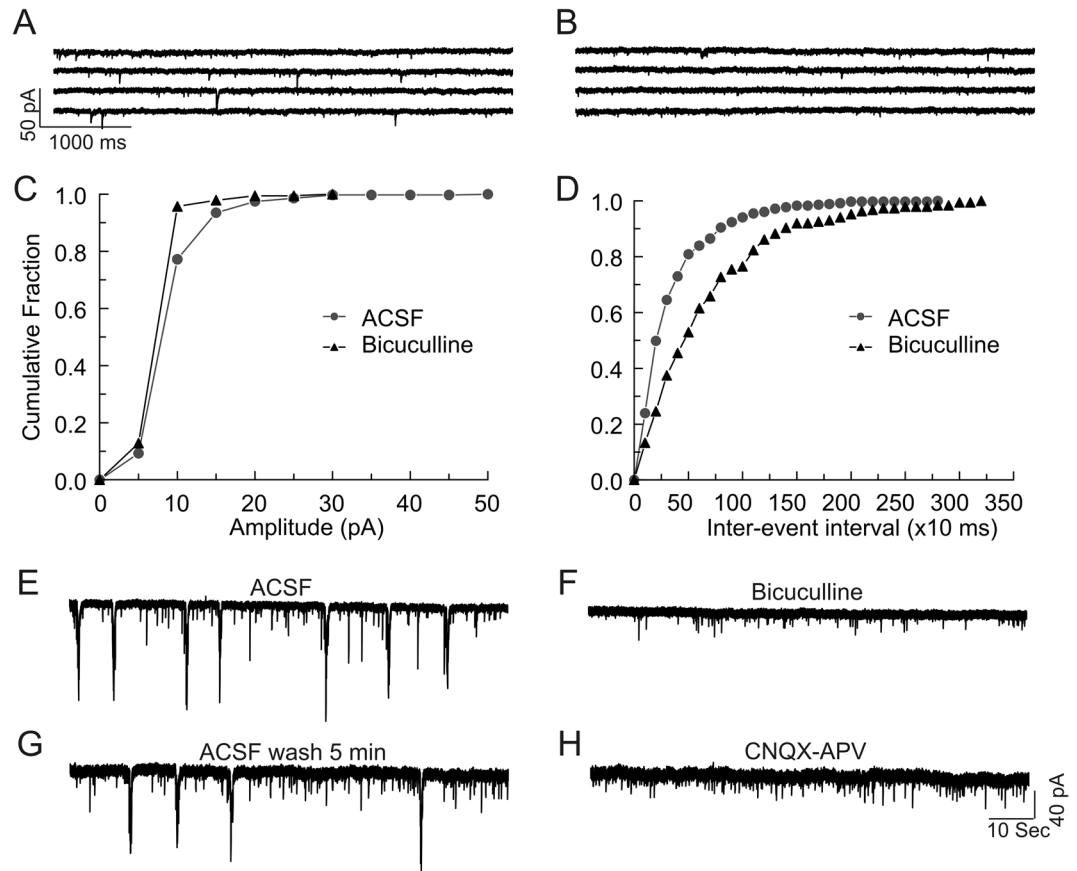 A
B
50 pA
1000 ms
C
D
1.0
0.8
0.6
0.4
0.2
0.0
Cumulative Fraction
ACSF
Bicuculline
0 10 20 30 40 50
Amplitude (pA)
1.0
0.8
0.6
0.4
0.2
0.0
ACSF
Bicuculline
0 50 100 150 200 250 300 350
Inter-event interval (x10 ms)
E
ACSF
F
Bicuculline
G
ACSF wash 5 min
H
CNQX-APV
40 pA
10 Sec